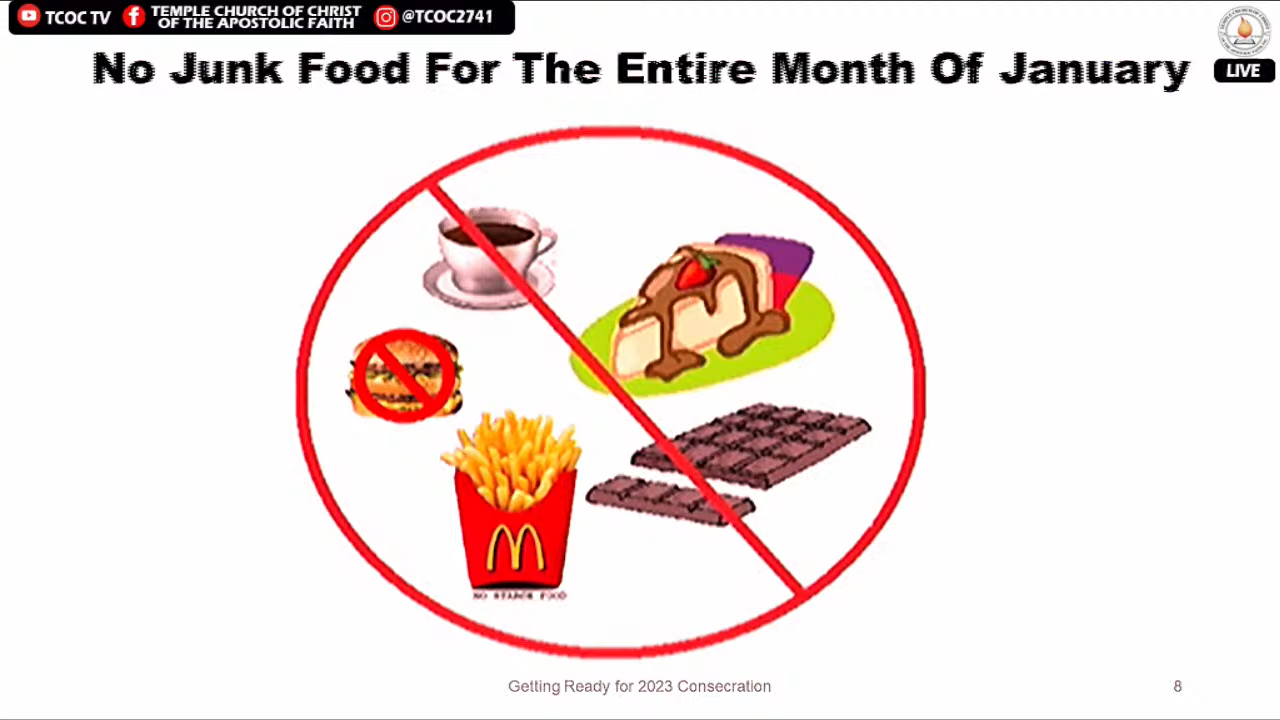 TCOC TV
TEMPLE CHURCH OF CHRIST
OF THE APOSTOLIC FAITH
@TCOC2741
LIVE
No Junk Food For The Entire Month Of January
NO STARCH FOOD
Getting Ready for 2023 Consecration
8